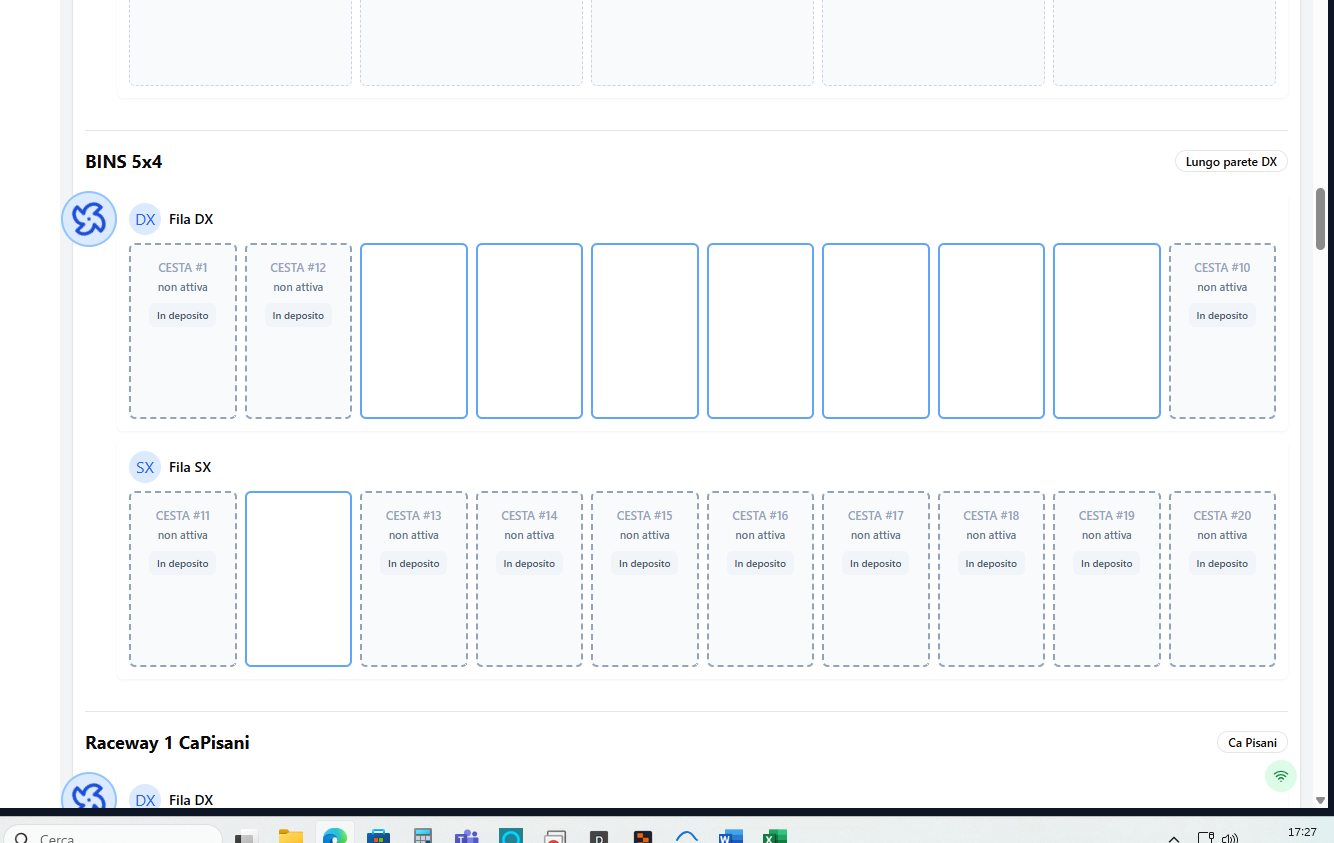 BINS 5x4
Lungo parete DX
DX Fila DX
CESTA #1
non attiva
In deposito
CESTA #12
non attiva
In deposito
CESTA #10
non attiva
In deposito
SX Fila SX
CESTA #11
non attiva
In deposito
CESTA #13
non attiva
In deposito
CESTA #14
non attiva
In deposito
CESTA #15
non attiva
In deposito
CESTA #16
non attiva
In deposito
CESTA #17
non attiva
In deposito
CESTA #18
non attiva
In deposito
CESTA #19
non attiva
In deposito
CESTA #20
non attiva
In deposito
Raceway 1 CaPisani
Ca Pisani
DX Fila DX
Cerca
17:27